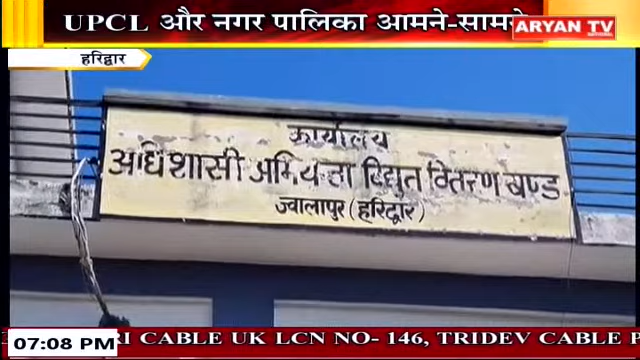 UPCL और नगर पालिका आमने-सामने
ARYAN TV
हरिद्वार
कार्यालय
अधिशासी अभियन्ता विद्युत वितरण खण्ड
ज्वालापुर (हरिद्वार)
07:08 PM
RI CABLE UK LCN NO- 146, TRIDEV CABLE